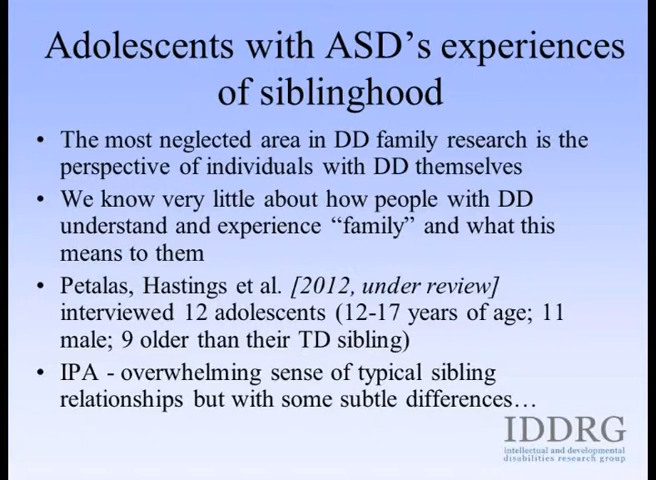 Adolescents with ASD's experiences
of siblinghood
• The most neglected area in DD family research is the
perspective of individuals with DD themselves
• We know very little about how people with DD
understand and experience “family” and what this
means to them
• Petalas, Hastings et al. [2012, under review]
interviewed 12 adolescents (12-17 years of age; 11
male; 9 older than their TD sibling)
• IPA - overwhelming sense of typical sibling
relationships but with some subtle differences…
IDDRG
intellectual and developmental
disabilities research group